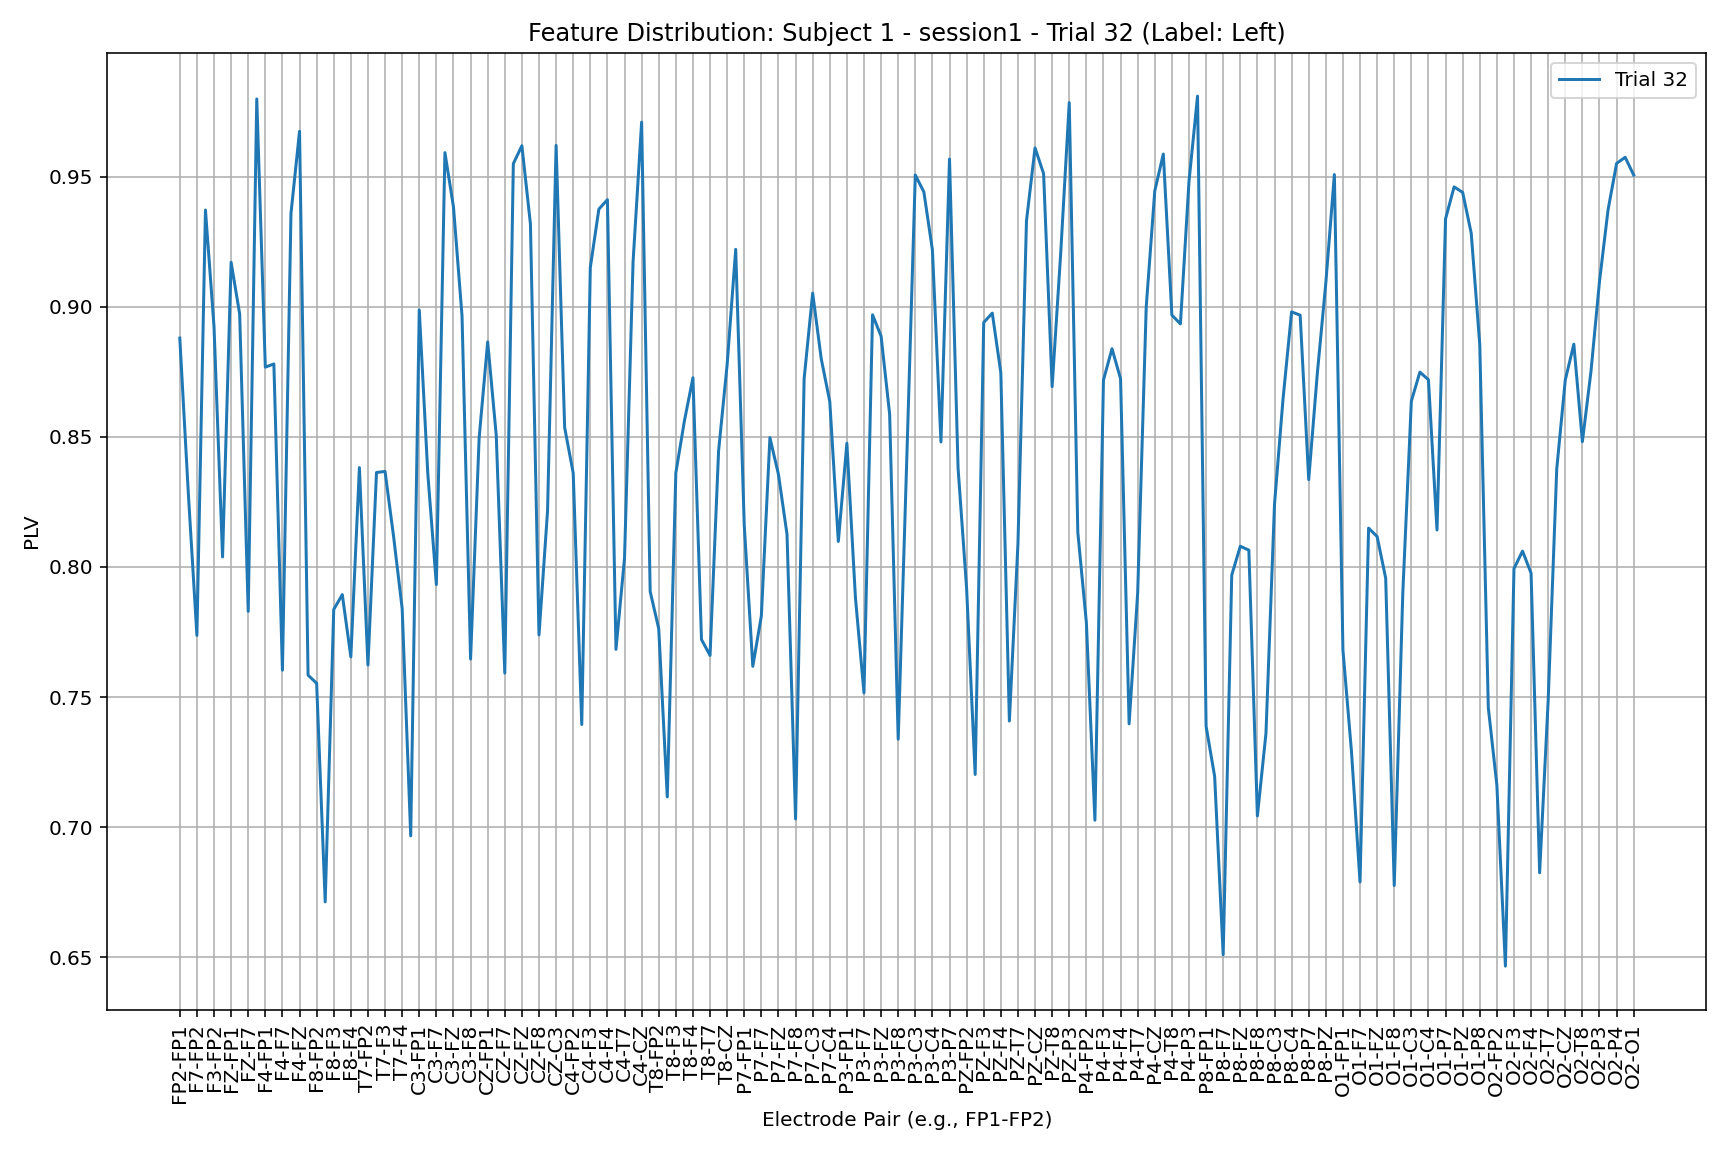 Feature Distribution: Subject 1 - session1 - Trial 32 (Label: Left)
Trial 32
0.95
0.90
0.85
0.80
0.75
0.70
0.65
PLV
FP2-FP1
F7-FP2
F3-FP2
FZ-FP1
FZ-F7
F4-FP1
F4-F7
F4-FZ
F8-FP2
F8-F3
F8-F4
T7-FP2
T7-F3
T7-F4
C3-FP1
C3-F7
C3-FZ
C3-F8
CZ-FP1
CZ-F7
CZ-FZ
CZ-F8
CZ-C3
C4-FP2
C4-F3
C4-F4
C4-T7
C4-CZ
T8-FP2
T8-F3
T8-F4
T8-T7
T8-CZ
P7-FP1
P7-F7
P7-FZ
P7-F8
P7-C3
P7-C4
P3-FP1
P3-F7
P3-FZ
P3-F8
P3-C3
P3-C4
P3-P7
PZ-FP2
PZ-F3
PZ-F4
PZ-T7
PZ-CZ
PZ-T8
PZ-P3
P4-FP2
P4-F3
P4-F4
P4-T7
P4-CZ
P4-T8
P4-P3
P8-FP1
P8-F7
P8-FZ
P8-F8
P8-C3
P8-C4
P8-P7
P8-PZ
O1-FP1
O1-F7
O1-FZ
O1-F8
O1-C3
O1-C4
O1-P7
O1-PZ
O1-P8
O2-FP2
O2-F3
O2-F4
O2-T7
O2-CZ
O2-T8
O2-P3
O2-P4
O2-O1
Electrode Pair (e.g., FP1-FP2)